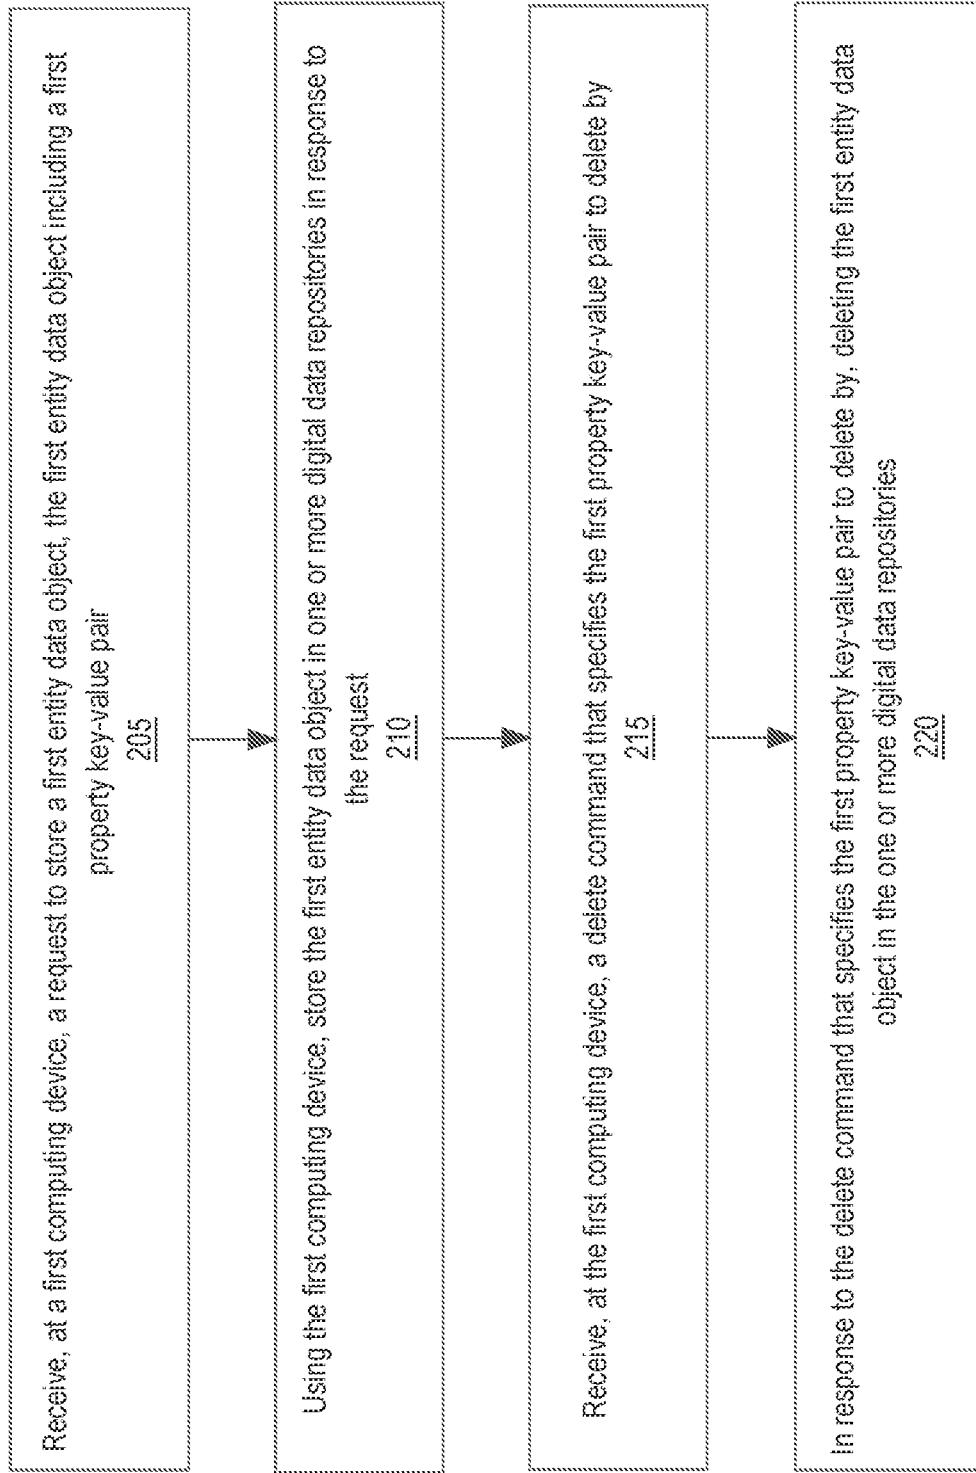 Receive, at a first computing device, a request to store a first entity data object, the first entity data object including a first
property key-value pair
205
Using the first computing device, store the first entity data object in one or more digital data repositories in response to
the request
210
Receive, at the first computing device, a delete command that specifies the first property key-value pair to delete by
215
In response to the delete command that specifies the first property key-value pair to delete by, deleting the first entity data
object in the one or more digital data repositories
220